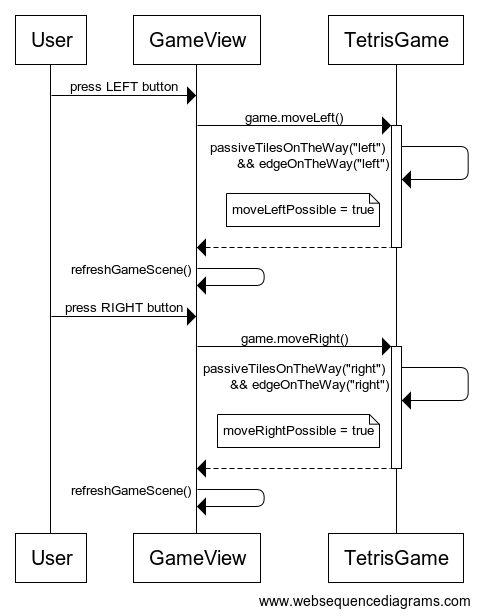 User
GameView
TetrisGame
press LEFT button
game.moveLeft()
passiveTilesOnTheWay("left")
&& edgeOnTheWay("left")
moveLeftPossible = true
refreshGameScene()
press RIGHT button
game.moveRight()
passiveTilesOnTheWay("right")
&& edgeOnTheWay("right")
moveRightPossible = true
refreshGameScene()
User
GameView
TetrisGame
www.websequencediagrams.com